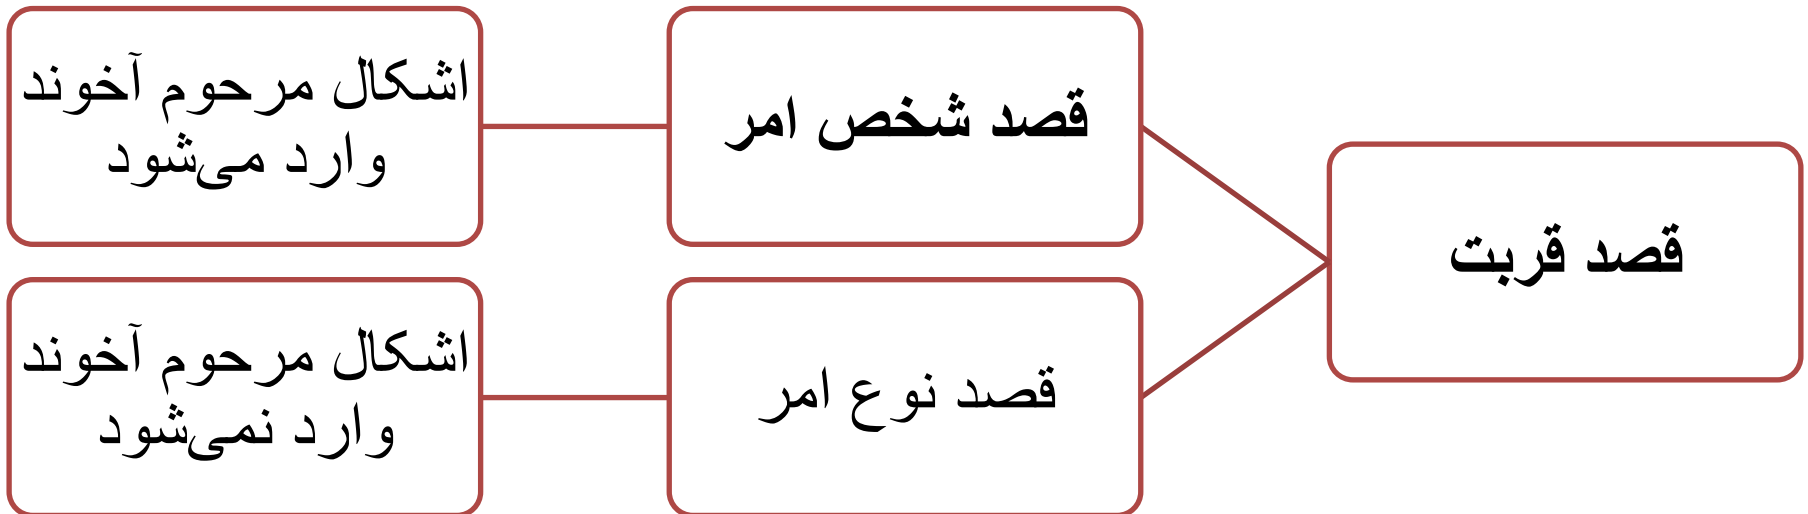 قصد قربت
قصد شخص امر
اشکال مرحوم آخوند
وارد می‌شود
قصد نوع امر
اشکال مرحوم آخوند
وارد نمی‌شود